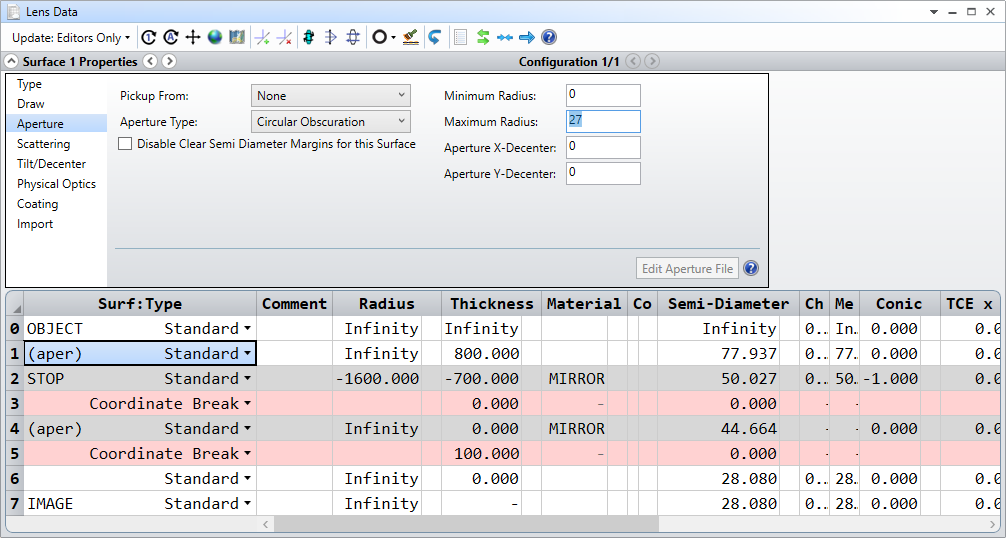 Lens Data
Update: Editors Only
Surface 1 Properties Configuration 1/1
Type
Draw
Aperture
Scattering
Tilt/Decenter
Physical Optics
Coating
Import
Pickup From: None
Aperture Type: Circular Obscuration
Disable Clear Semi Diameter Margins for this Surface
Minimum Radius: 0
Maximum Radius: 27
Aperture X-Decenter: 0
Aperture Y-Decenter: 0
Edit Aperture File
Surf:Type Comment Radius Thickness Material Co Semi-Diameter Ch Me Conic TCE x
0 OBJECT Standard Infinity Infinity Infinity 0.. In.. 0.000 0.0
1 (aper) Standard Infinity 800.000 77.937 0.. 77.. 0.000 0.0
2 STOP Standard -1600.000 -700.000 MIRROR 50.027 0.. 50.. -1.000 0.0
3 Coordinate Break 0.000 - 0.000 - -
4 (aper) Standard Infinity 0.000 MIRROR 44.664 - - 0.000 0.0
5 Coordinate Break 100.000 - 0.000 - -
6 Standard Infinity 0.000 28.080 0.. 28.. 0.000 0.0
7 IMAGE Standard Infinity - 28.080 0.. 28.. 0.000 0.0